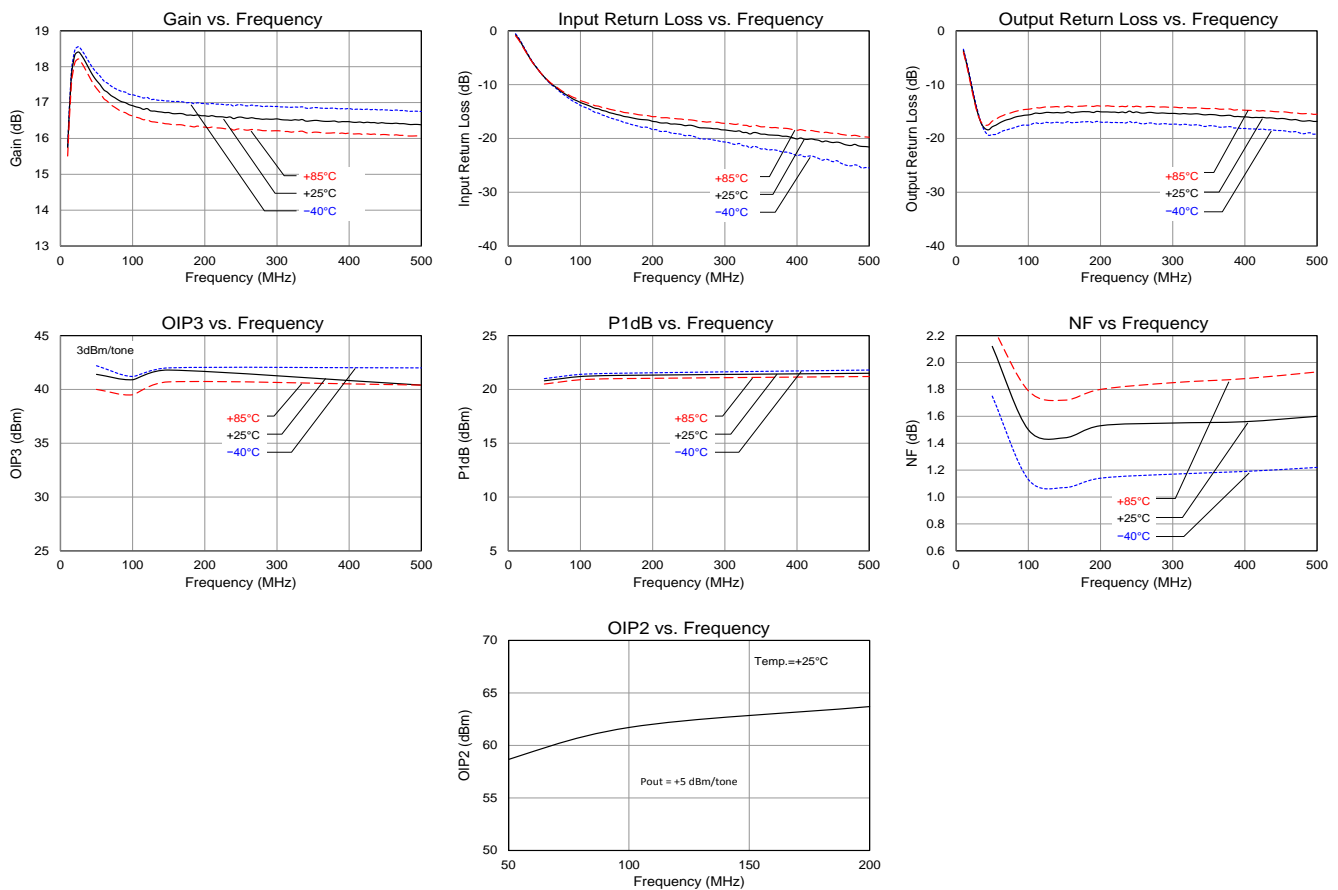 Gain vs. Frequency
19
18
17
16
15
14
13
Gain (dB)
+85°C
+25°C
−40°C
0 100 200 300 400 500
Frequency (MHz)
Input Return Loss vs. Frequency
0
-10
-20
-30
-40
Input Return Loss (dB)
+85°C
+25°C
−40°C
0 100 200 300 400 500
Frequency (MHz)
Output Return Loss vs. Frequency
0
-10
-20
-30
-40
Output Return Loss (dB)
+85°C
+25°C
−40°C
0 100 200 300 400 500
Frequency (MHz)
OIP3 vs. Frequency
45
40
35
30
25
OIP3 (dBm)
3dBm/tone
+85°C
+25°C
−40°C
0 100 200 300 400 500
Frequency (MHz)
P1dB vs. Frequency
25
20
15
10
5
P1dB (dBm)
+85°C
+25°C
−40°C
0 100 200 300 400 500
Frequency (MHz)
NF vs Frequency
2.2
2.0
1.8
1.6
1.4
1.2
1.0
0.8
0.6
NF (dB)
+85°C
+25°C
−40°C
0 100 200 300 400 500
Frequency (MHz)
OIP2 vs. Frequency
70
65
60
55
50
OIP2 (dBm)
Temp.=+25°C
Pout = +5 dBm/tone
50 100 150 200
Frequency (MHz)